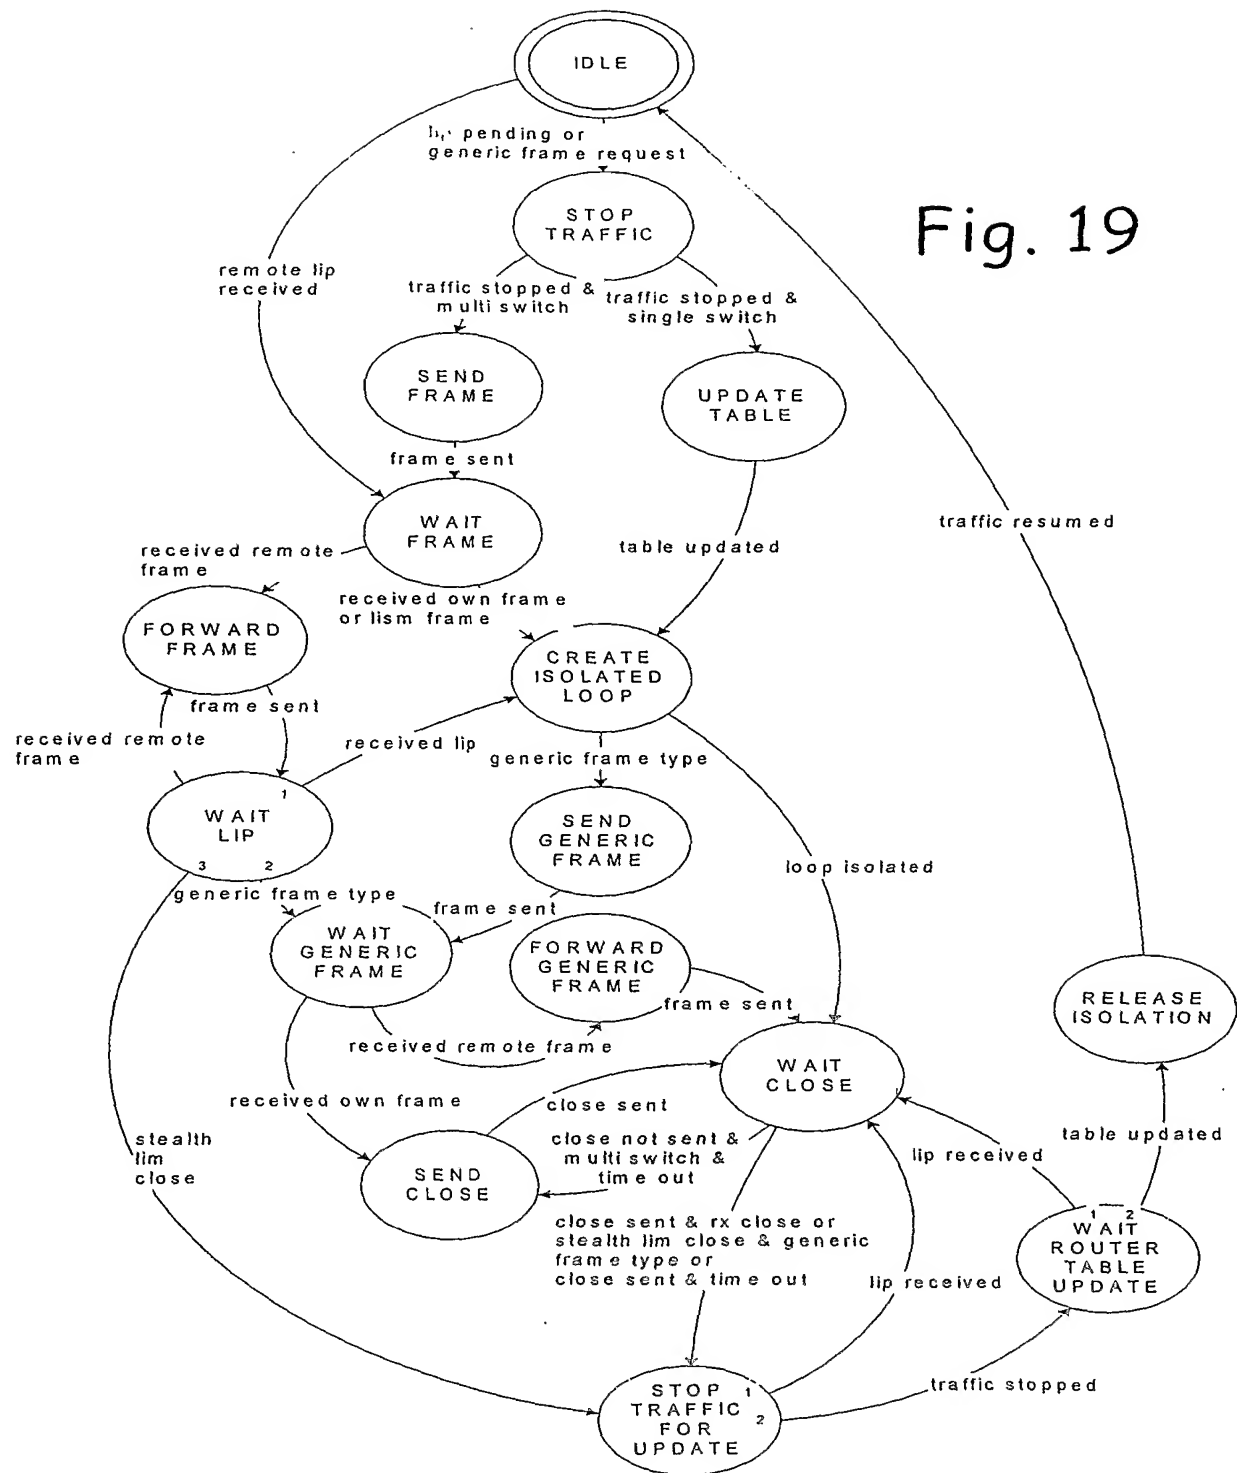 IDLE
pending or
generic frame request
Fig. 19
STOP
TRAFFIC
remote lip
received
traffic stopped &
multi switch
traffic stopped &
single switch
SEND
FRAME
UPDATE
TABLE
frame sent
WAIT
FRAME
traffic resumed
received remote
frame
table updated
received own frame
or lism frame
FORWARD
FRAME
CREATE
ISOLATED
LOOP
frame sent
received remote
frame
received lip
generic frame type
1
WAIT
LIP
3 2
SEND
GENERIC
FRAME
loop isolated
generic frame type
frame sent
WAIT
GENERIC
FRAME
FORWARD
GENERIC
FRAME
frame sent
RELEASE
ISOLATION
received remote frame
WAIT
CLOSE
received own frame
close sent
stealth
lim
close
close not sent &
multi switch &
time out
table updated
lip received
SEND
CLOSE
close sent & rx close or
stealth lim close & generic
frame type or
close sent & time out
1 2
WAIT
ROUTER
TABLE
UPDATE
lip received
traffic stopped
STOP 1
TRAFFIC
FOR 2
UPDATE